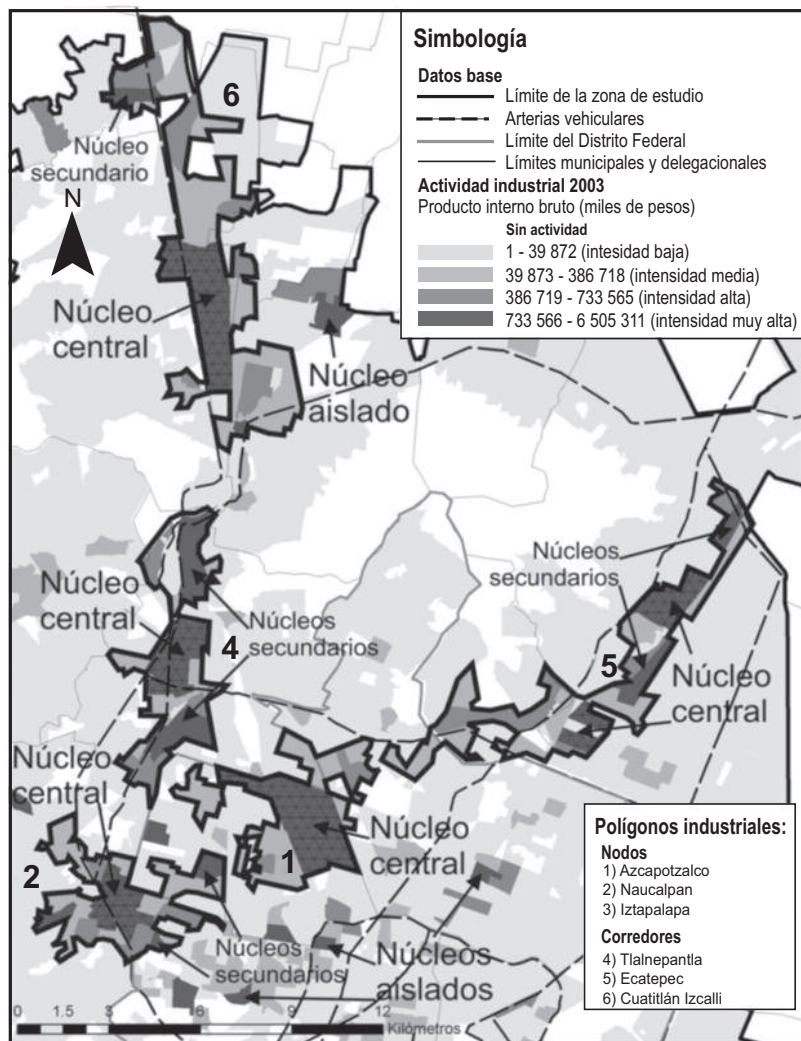 Simbología
Datos base
Límite de la zona de estudio
Arterias vehiculares
Límite del Distrito Federal
Límites municipales y delegacionales
Actividad industrial 2003
Producto interno bruto (miles de pesos)
Sin actividad
1 - 39 872 (intesidad baja)
39 873 - 386 718 (intensidad media)
386 719 - 733 565 (intensidad alta)
733 566 - 6 505 311 (intensidad muy alta)
6
Núcleo
secundario
N
Núcleo
central
Núcleo
aislado
Núcleos
secundarios
Núcleo
central
Núcleos
secundarios
4
5
Núcleo
central
Núcleo
central
Núcleo
central
1
2
Núcleos
secundarios
Núcleos
aislados
Polígonos industriales:
Nodos
1) Azcapotzalco
2) Naucalpan
3) Iztapalapa
Corredores
4) Tlalnepantla
5) Ecatepec
6) Cuatitlán Izcalli
0 1.5 3 6 9 12
Kilómetros